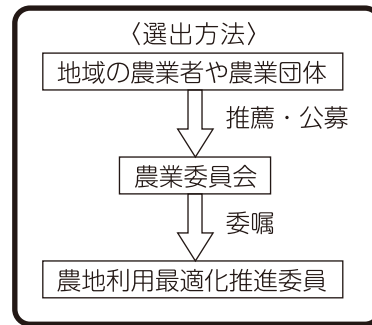 〈選出方法〉
地域の農業者や農業団体
推薦・公募
農業委員会
委嘱
農地利用最適化推進委員